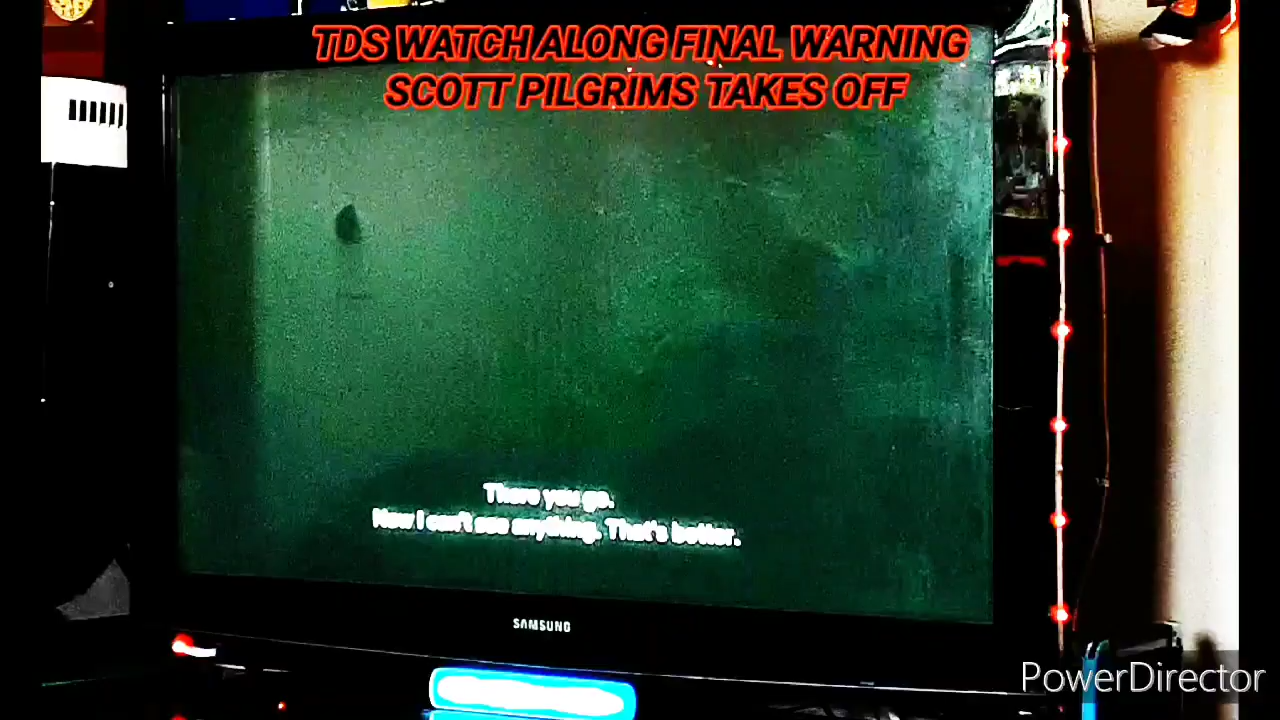 TDS WATCH ALONG FINAL WARNING
SCOTT PILGRIMS TAKES OFF
There you go.
Now I can't see anything. That's better.
SAMSUNG
PowerDirector